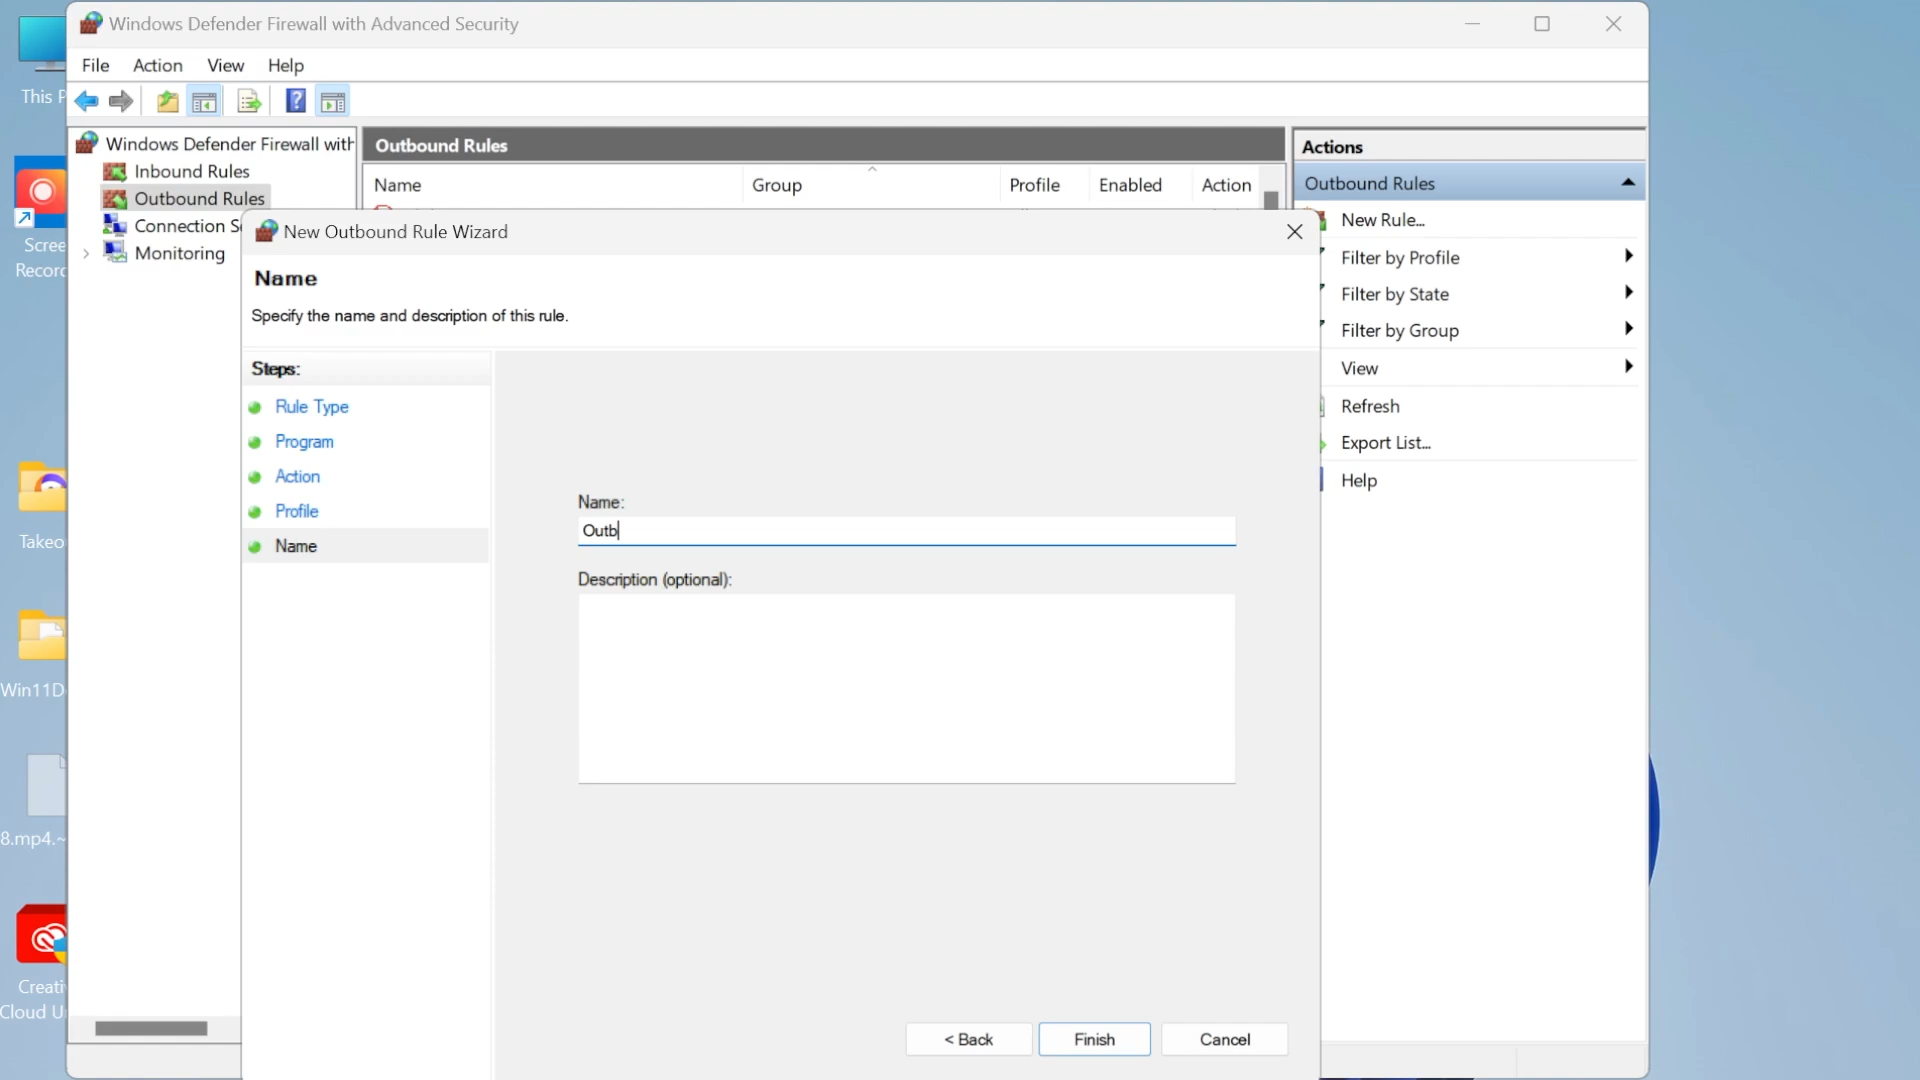 Windows Defender Firewall with Advanced Security
File Action View Help
This P
Scree
Recorc
Takeo
Win11D
8.mp4.~
Creati
Cloud U
Windows Defender Firewall with
Inbound Rules
Outbound Rules
Connection Se
Monitoring
Outbound Rules
Name Group Profile Enabled Action
Actions
Outbound Rules
New Rule...
Filter by Profile
Filter by State
Filter by Group
View
Refresh
Export List...
Help
New Outbound Rule Wizard
Name
Specify the name and description of this rule.
Steps:
Rule Type
Program
Action
Profile
Name
Name:
Outb
Description (optional):
< Back Finish Cancel